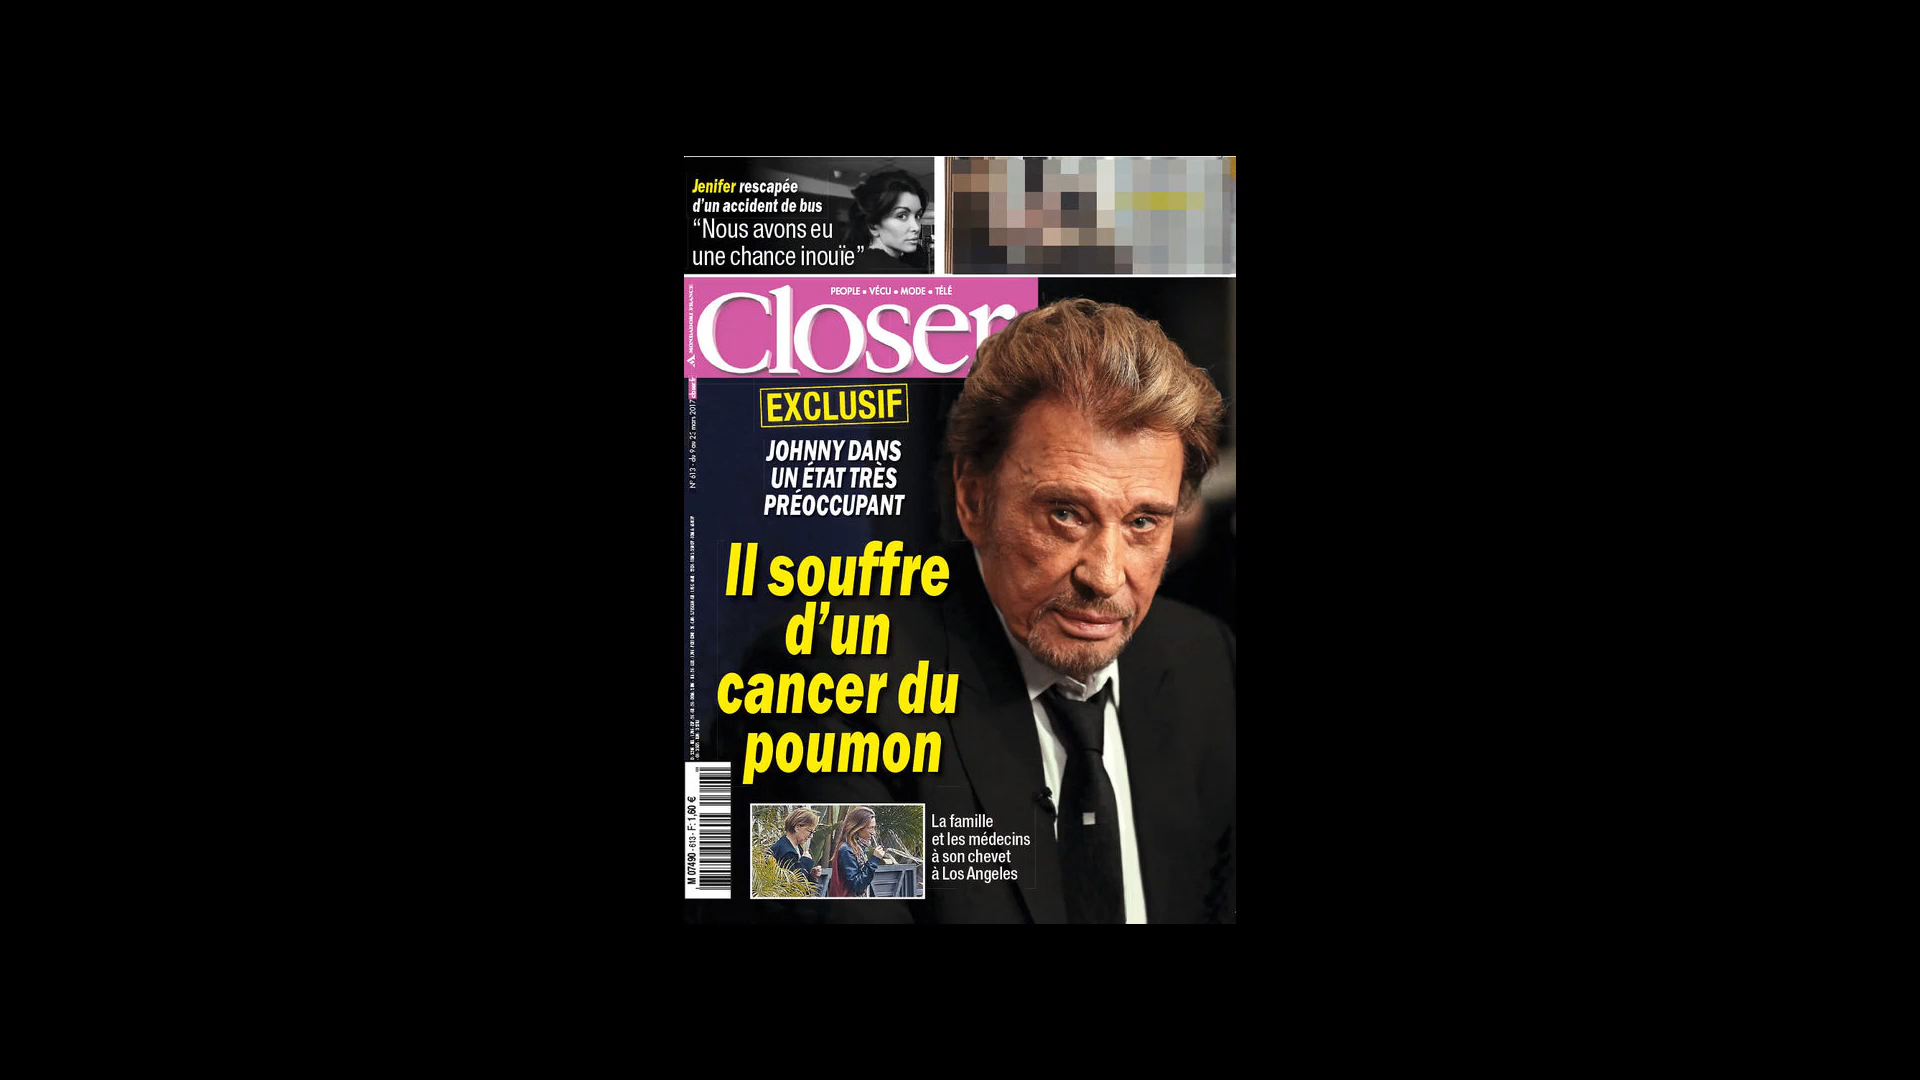 Jenifer rescapée
d'un accident de bus
“Nous avons eu
une chance inouïe”
PEOPLE • VÉCU • MODE • TÉLÉ
Closer
MONDADORI FRANCE
EXCLUSIF
JOHNNY DANS
UN ÉTAT TRÈS
PRÉOCCUPANT
Il souffre
d’un
cancer du
poumon
La famille
et les médecins
à son chevet
à Los Angeles
M 07490 - 613 - F: 1,60 €